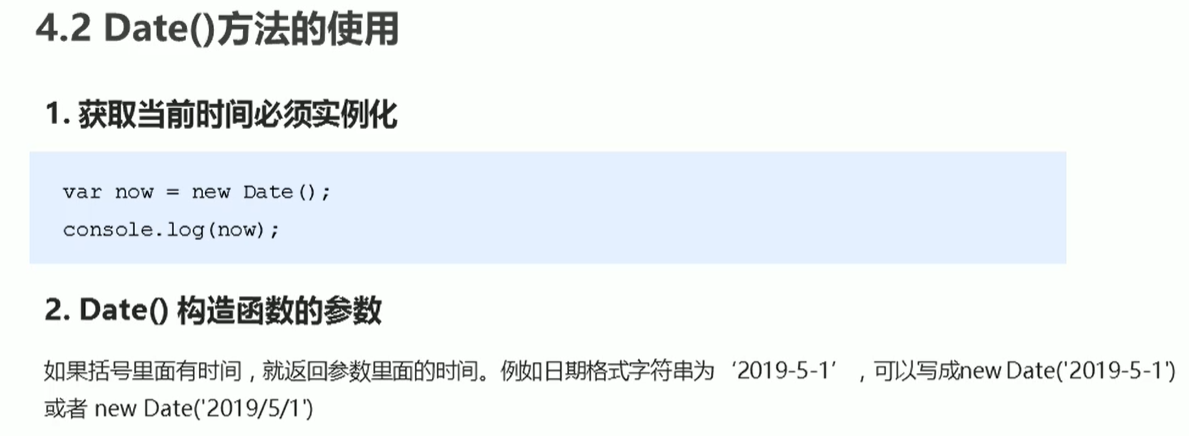 4.2 Date()方法的使用
1. 获取当前时间必须实例化
var now = new Date();
console.log(now);
2. Date() 构造函数的参数
如果括号里面有时间，就返回参数里面的时间。例如日期格式字符串为‘2019-5-1’，可以写成new Date('2019-5-1')
或者 new Date('2019/5/1')